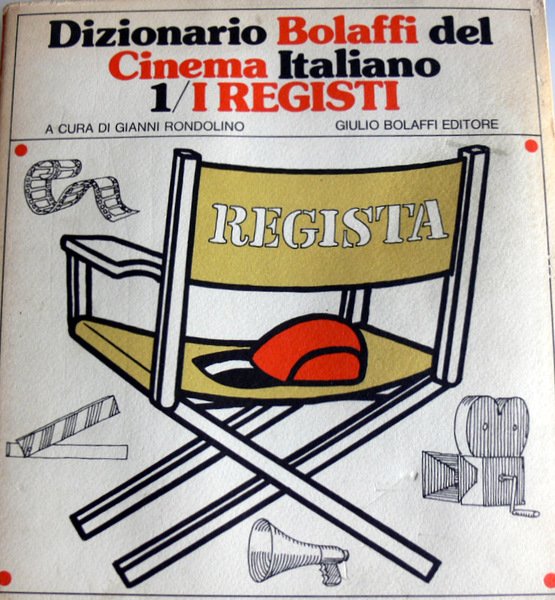 Dizionario Bolaffi del
Cinema Italiano
1/I REGISTI
A CURA DI GIANNI RONDOLINO GIULIO BOLAFFI EDITORE
REGISTA